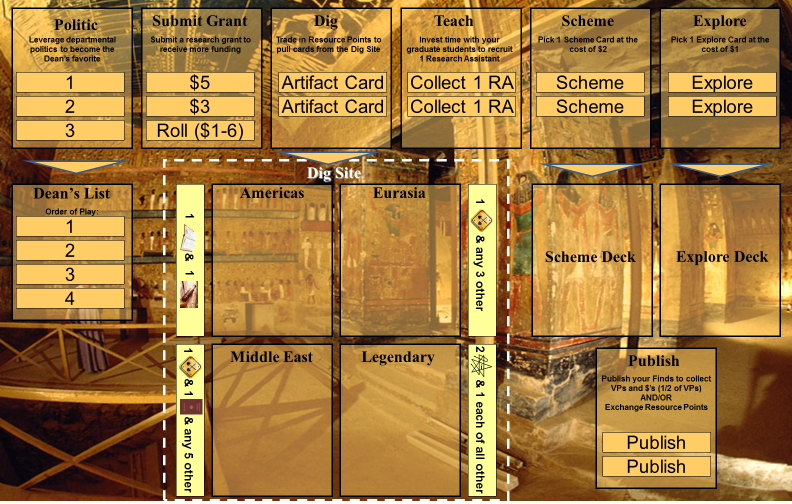 Politic
Leverage departmental
politics to become the
Dean's favorite
1
2
3
Submit Grant
Submit a research grant to
receive more funding
$5
$3
Roll ($1-6)
Dig
Trade in Resource Points to
pull cards from the Dig Site
Artifact Card
Artifact Card
Teach
Invest time with your
graduate students to recruit
1 Research Assistant
Collect 1 RA
Collect 1 RA
Scheme
Pick 1 Scheme Card at the
cost of $2
Scheme
Scheme
Explore
Pick 1 Explore Card at the
cost of $1
Explore
Explore
Dean's List
Order of Play:
1
2
3
4
Dig Site
1 & 1
Americas
Eurasia
1 & any 3 other
1 & 1 & any 5 other
Middle East
Legendary
2 & 1 each of all other
Scheme Deck
Explore Deck
Publish
Publish your Finds to collect
VPs and $'s (1/2 of VPs)
AND/OR
Exchange Resource Points
Publish
Publish